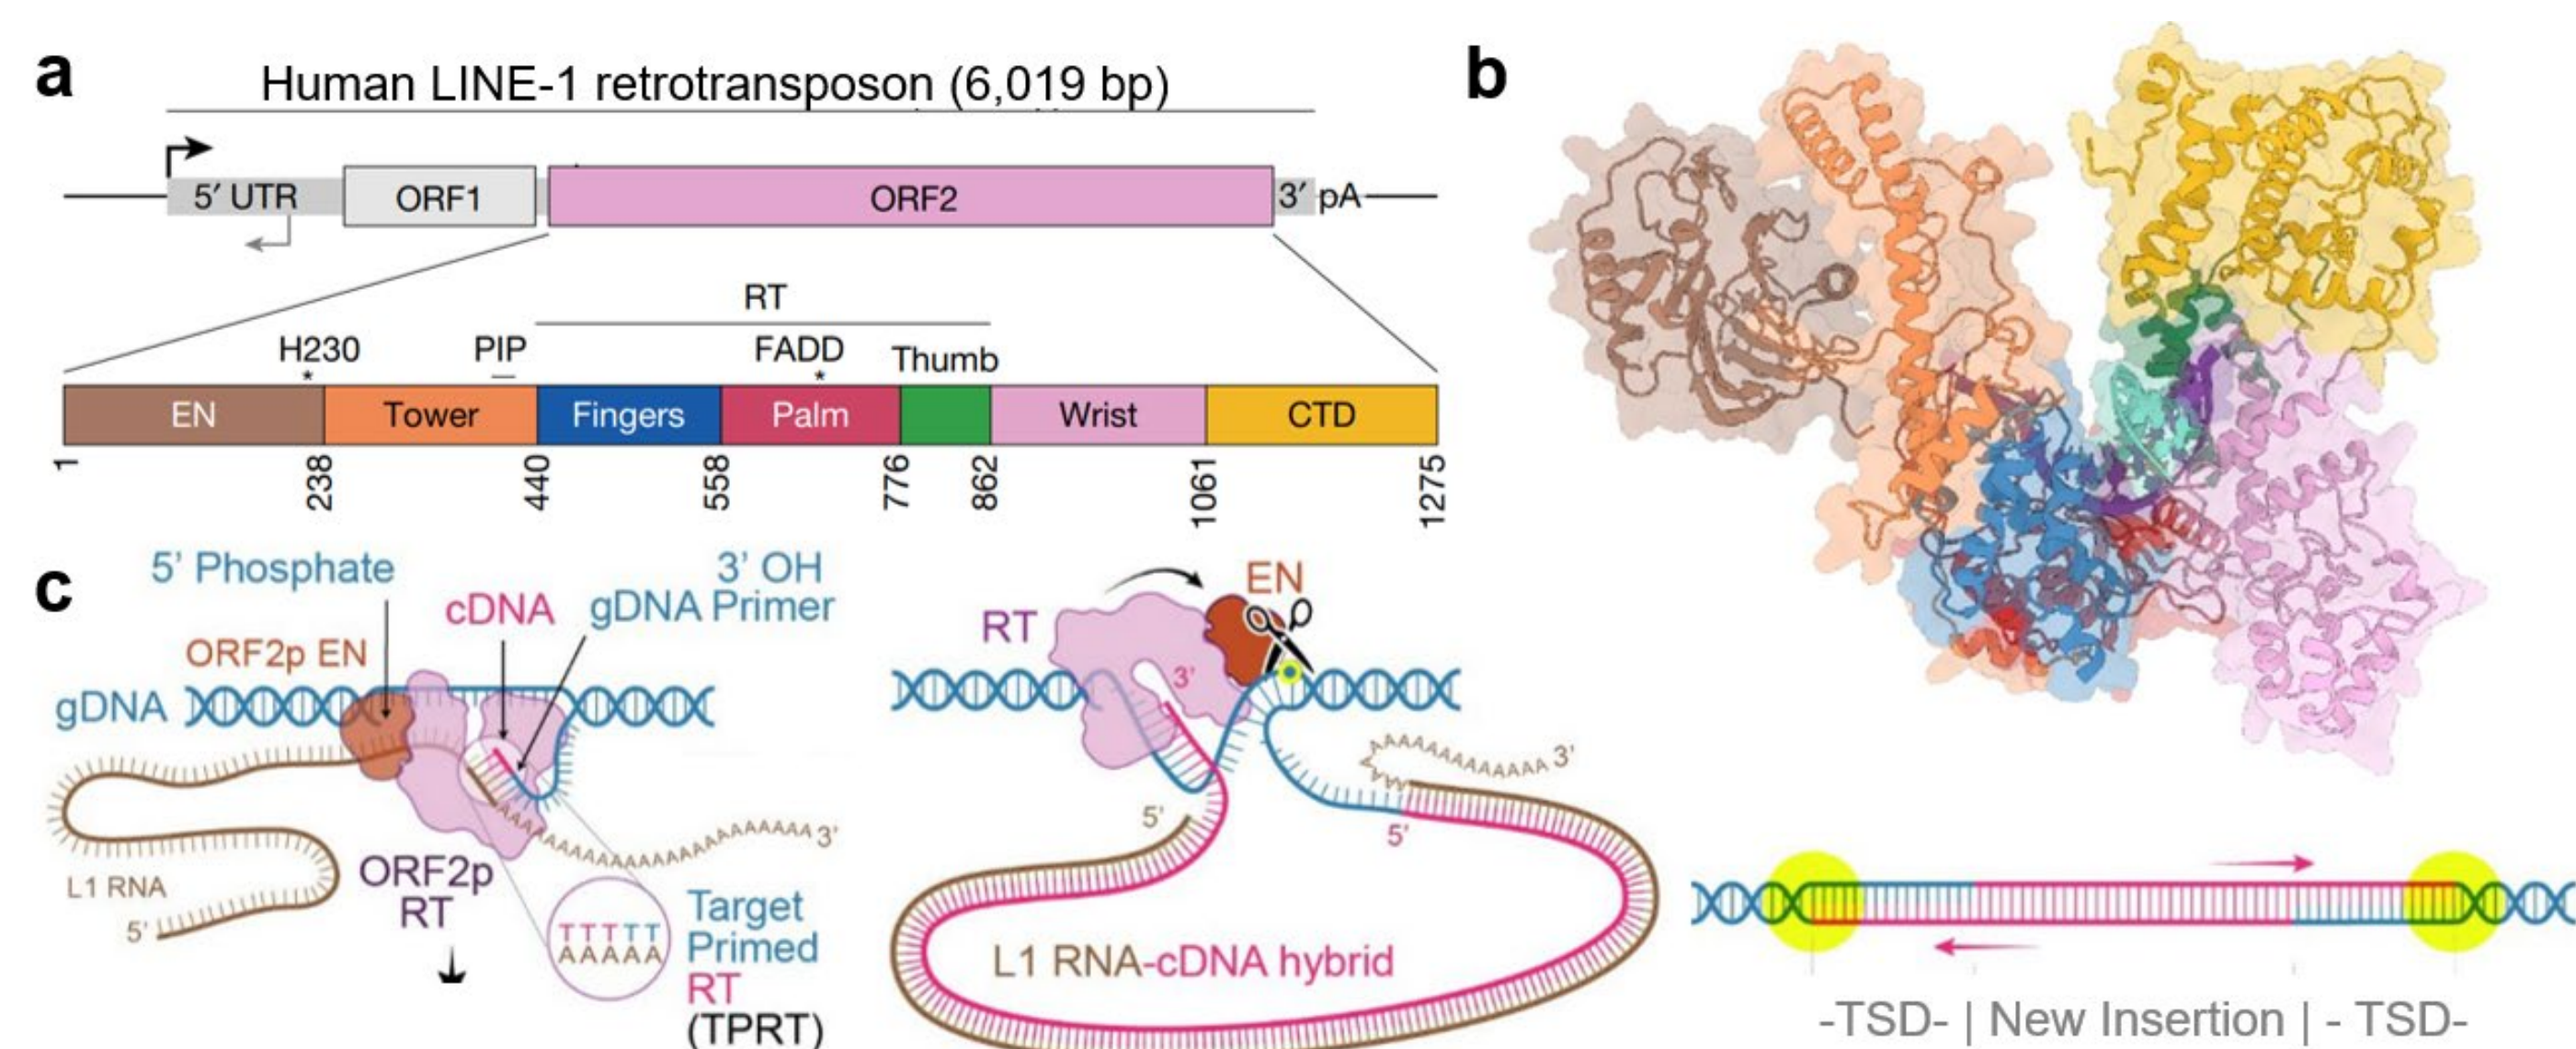 a
Human LINE-1 retrotransposon (6,019 bp)
5′ UTR
ORF1
ORF2
3′ pA
RT
H230
PIP
FADD
Thumb
*
*
EN
Tower
Fingers
Palm
Wrist
CTD
1
238
440
558
776
862
1061
1275
b
c
5’ Phosphate
cDNA
3’ OH
gDNA Primer
ORF2p EN
gDNA
L1 RNA
5’
ORF2p
RT
AAAAAAAAAAAAAAAAAAAAAAAA 3’
TTTTT
AAAAA
Target
Primed
RT
(TPRT)
RT
EN
3’
5’
5’
AAAAAAAAAAAAA 3’
L1 RNA-cDNA hybrid
-TSD- | New Insertion | - TSD-